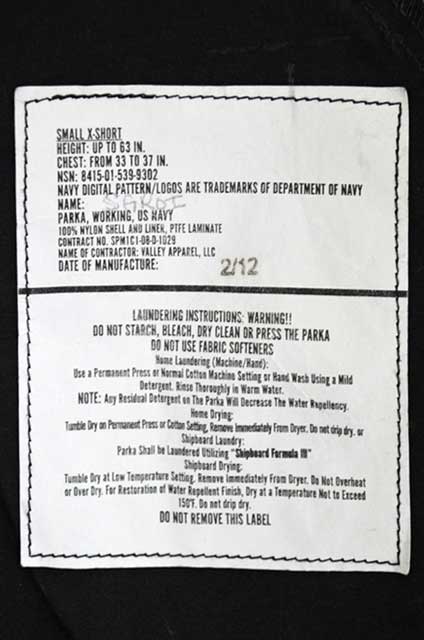 SMALL X-SHORT
HEIGHT: UP TO 63 IN.
CHEST: FROM 33 TO 37 IN.
NSN: 8415-01-539-9302
NAVY DIGITAL PATTERN/LOGOS ARE TRADEMARKS OF DEPARTMENT OF NAVY
NAME:
PARKA, WORKING, US NAVY
100% NYLON SHELL AND LINER, PTFE LAMINATE
CONTRACT NO. SPM1C1-08-D-1029
NAME OF CONTRACTOR: VALLEY APPAREL, LLC
DATE OF MANUFACTURE: 2/12
LAUNDERING INSTRUCTIONS: WARNING!!
DO NOT STARCH, BLEACH, DRY CLEAN OR PRESS THE PARKA
DO NOT USE FABRIC SOFTENERS
Home Laundering (Machine/Hand):
Use a Permanent Press or Normal Cotton Machine Setting or Hand Wash Using a Mild
Detergent. Rinse Thoroughly in Warm Water.
NOTE: Any Residual Detergent on The Parka Will Decrease The Water Repellency.
Home Drying:
Tumble Dry on Permanent Press or Cotton Setting, Remove Immediately From Dryer. Do not drip dry. or
Shipboard Laundry:
Parka Shall be Laundered Utilizing "Shipboard Formula III"
Shipboard Drying:
Tumble Dry at Low Temperature Setting. Remove Immediately From Dryer. Do Not Overheat
or Over Dry. For Restoration of Water Repellent Finish, Dry at a Temperature Not to Exceed
150°F. Do not drip dry.
DO NOT REMOVE THIS LABEL